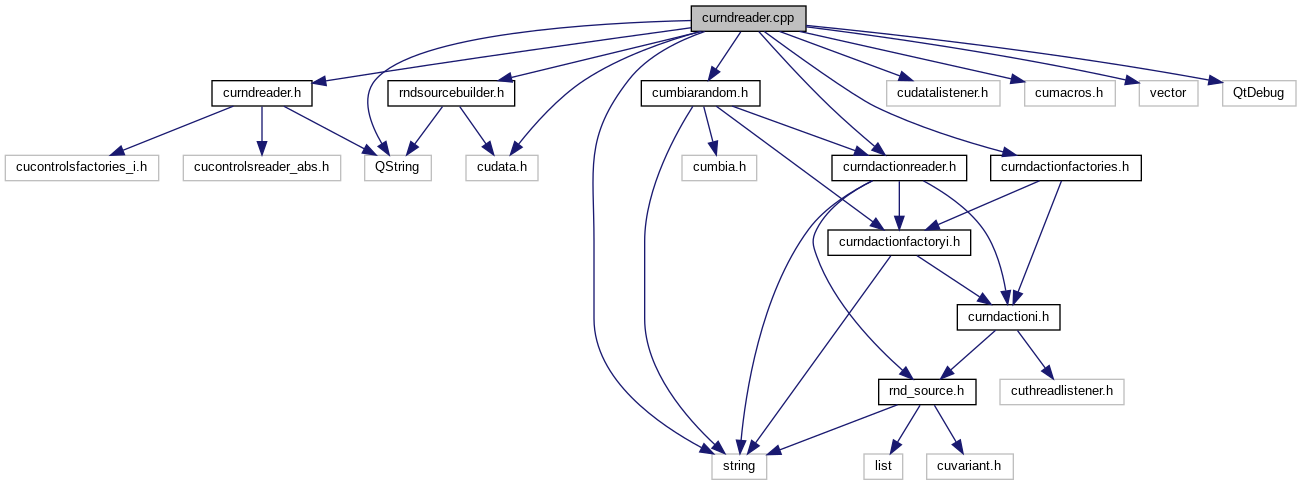 curndreader.cpp
curndreader.h
rndsourcebuilder.h
cumbiarandom.h
cudatalistener.h
cumacros.h
vector
QtDebug
cucontrolsfactories_i.h
cucontrolsreader_abs.h
QString
cudata.h
cumbia.h
curndactionreader.h
curndactionfactories.h
curndactionfactoryi.h
curndactioni.h
rnd_source.h
cuthreadlistener.h
string
list
cuvariant.h